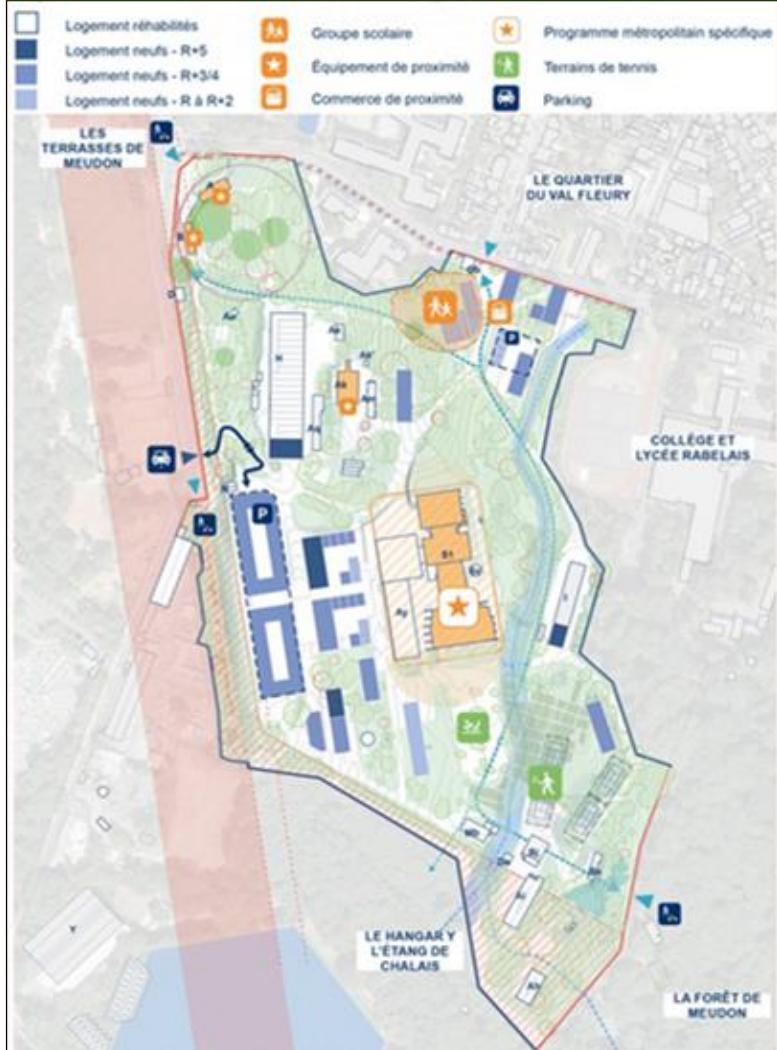 Logement réhabilités
Logement neufs - R+5
Logement neufs - R+3/4
Logement neufs - R à R+2
Groupe scolaire
Équipement de proximité
Commerce de proximité
Programme métropolitain spécifique
Terrains de tennis
Parking
LES
TERRASSES DE
MEUDON
LE QUARTIER
DU VAL FLEURY
P
COLLÈGE ET
LYCÉE RABELAIS
P
Ay
LE HANGAR Y
L'ÉTANG DE
CHALAIS
Y
Ah
LA FORÊT DE
MEUDON